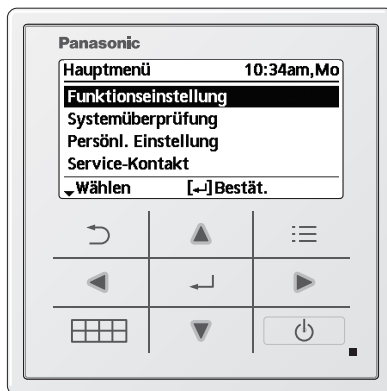 Panasonic
Hauptmenü 10:34am,Mo
Funktionseinstellung
Systemüberprüfung
Persönl. Einstellung
Service-Kontakt
Wählen [↵]Bestät.